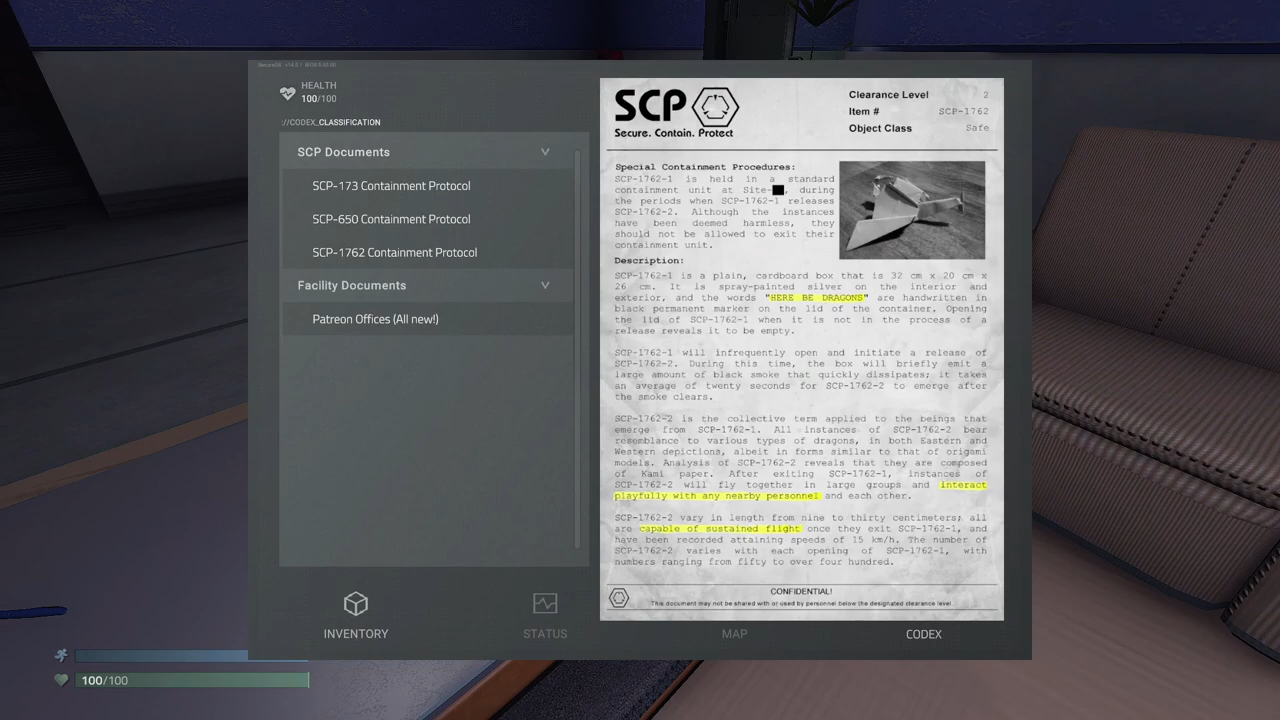 HEALTH
100/100
://CODEX_CLASSIFICATION
SCP Documents
SCP-173 Containment Protocol
SCP-650 Containment Protocol
SCP-1762 Containment Protocol
Facility Documents
Patreon Offices (All new!)
INVENTORY
STATUS
MAP
CODEX
100/100
SCP
Secure. Contain. Protect
Clearance Level 2
Item # SCP-1762
Object Class Safe
Special Containment Procedures:
SCP-1762-1 is held in a standard
containment unit at Site-█, during
the periods when SCP-1762-1 releases
SCP-1762-2. Although the instances
have been deemed harmless, they
should not be allowed to exit their
containment unit.
Description:
SCP-1762-1 is a plain, cardboard box that is 32 cm x 20 cm x
26 cm. It is spray-painted silver on the interior and
exterior, and the words "HERE BE DRAGONS" are handwritten in
black permanent marker on the lid of the container. Opening
the lid of SCP-1762-1 when it is not in the process of a
release reveals it to be empty.
SCP-1762-1 will infrequently open and initiate a release of
SCP-1762-2. During this time, the box will briefly emit a
large amount of black smoke that quickly dissipates; it takes
an average of twenty seconds for SCP-1762-2 to emerge after
the smoke clears.
SCP-1762-2 is the collective term applied to the beings that
emerge from SCP-1762-1. All instances of SCP-1762-2 bear
resemblance to various types of dragons, in both Eastern and
Western depictions, albeit in forms similar to that of origami
models. Analysis of SCP-1762-2 reveals that they are composed
of Kami paper. After exiting SCP-1762-1, instances of
SCP-1762-2 will fly together in large groups and interact
playfully with any nearby personnel and each other.
SCP-1762-2 vary in length from nine to thirty centimeters; all
are capable of sustained flight once they exit SCP-1762-1, and
have been recorded attaining speeds of 15 km/h. The number of
SCP-1762-2 varies with each opening of SCP-1762-1, with
numbers ranging from fifty to over four hundred.
CONFIDENTIAL!
This document may not be shared with or used by personnel below the designated clearance level.